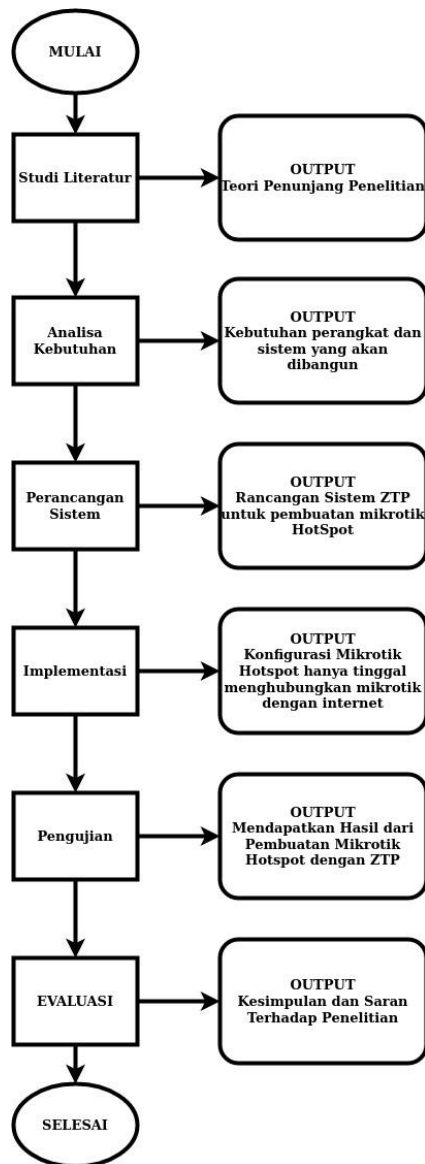 MULAI
Studi Literatur
OUTPUT
Teori Penunjang Penelitian
Analisa
Kebutuhan
OUTPUT
Kebutuhan perangkat dan
sistem yang akan
dibangun
Perancangan
Sistem
OUTPUT
Rancangan Sistem ZTP
untuk pembuatan mikrotik
HotSpot
Implementasi
OUTPUT
Konfigurasi Mikrotik
Hotspot hanya tinggal
menghubungkan mikrotik
dengan internet
Pengujian
OUTPUT
Mendapatkan Hasil dari
Pembuatan Mikrotik
Hotspot dengan ZTP
EVALUASI
OUTPUT
Kesimpulan dan Saran
Terhadap Penelitian
SELESAI